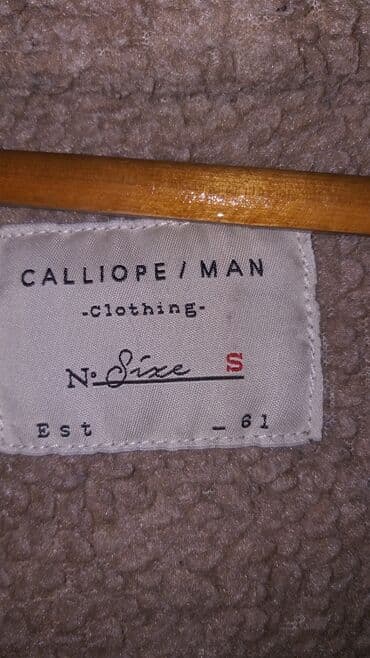 CALLIOPE / MAN
-Clothing-
N° Size S
Est _ 61